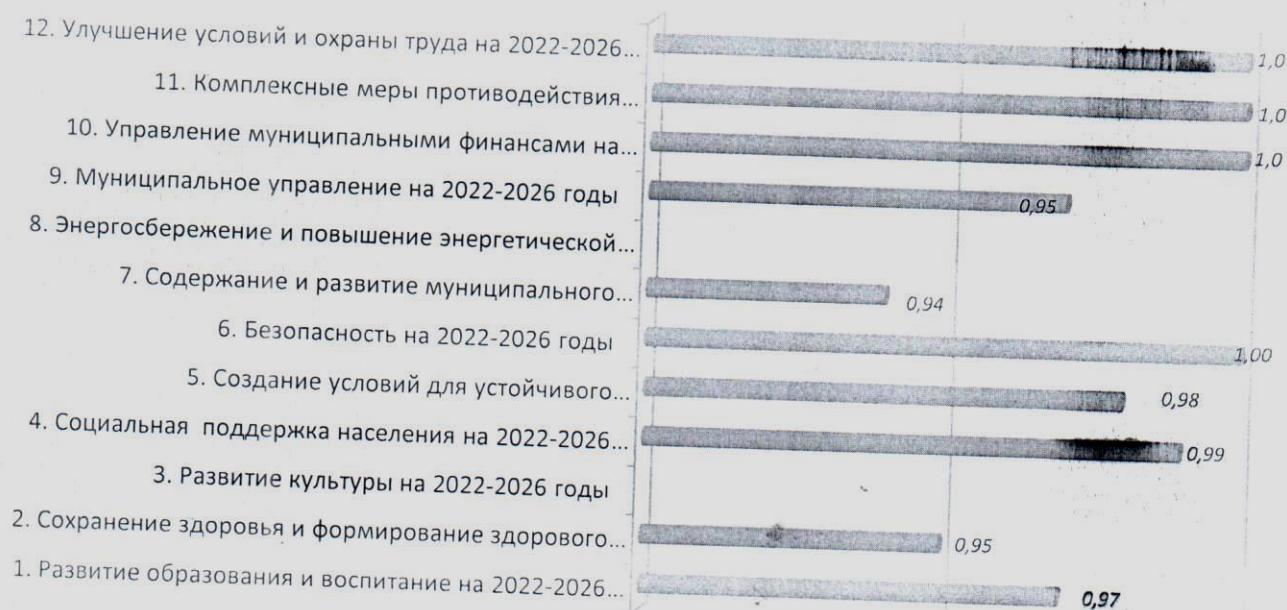 12. Улучшение условий и охраны труда на 2022-2026... 1,0
11. Комплексные меры противодействия... 1,0
10. Управление муниципальными финансами на... 1,0
9. Муниципальное управление на 2022-2026 годы 0,95
8. Энергосбережение и повышение энергетической...
7. Содержание и развитие муниципального... 0,94
6. Безопасность на 2022-2026 годы 1,00
5. Создание условий для устойчивого... 0,98
4. Социальная поддержка населения на 2022-2026... 0,99
3. Развитие культуры на 2022-2026 годы
2. Сохранение здоровья и формирование здорового... 0,95
1. Развитие образования и воспитание на 2022-2026... 0,97